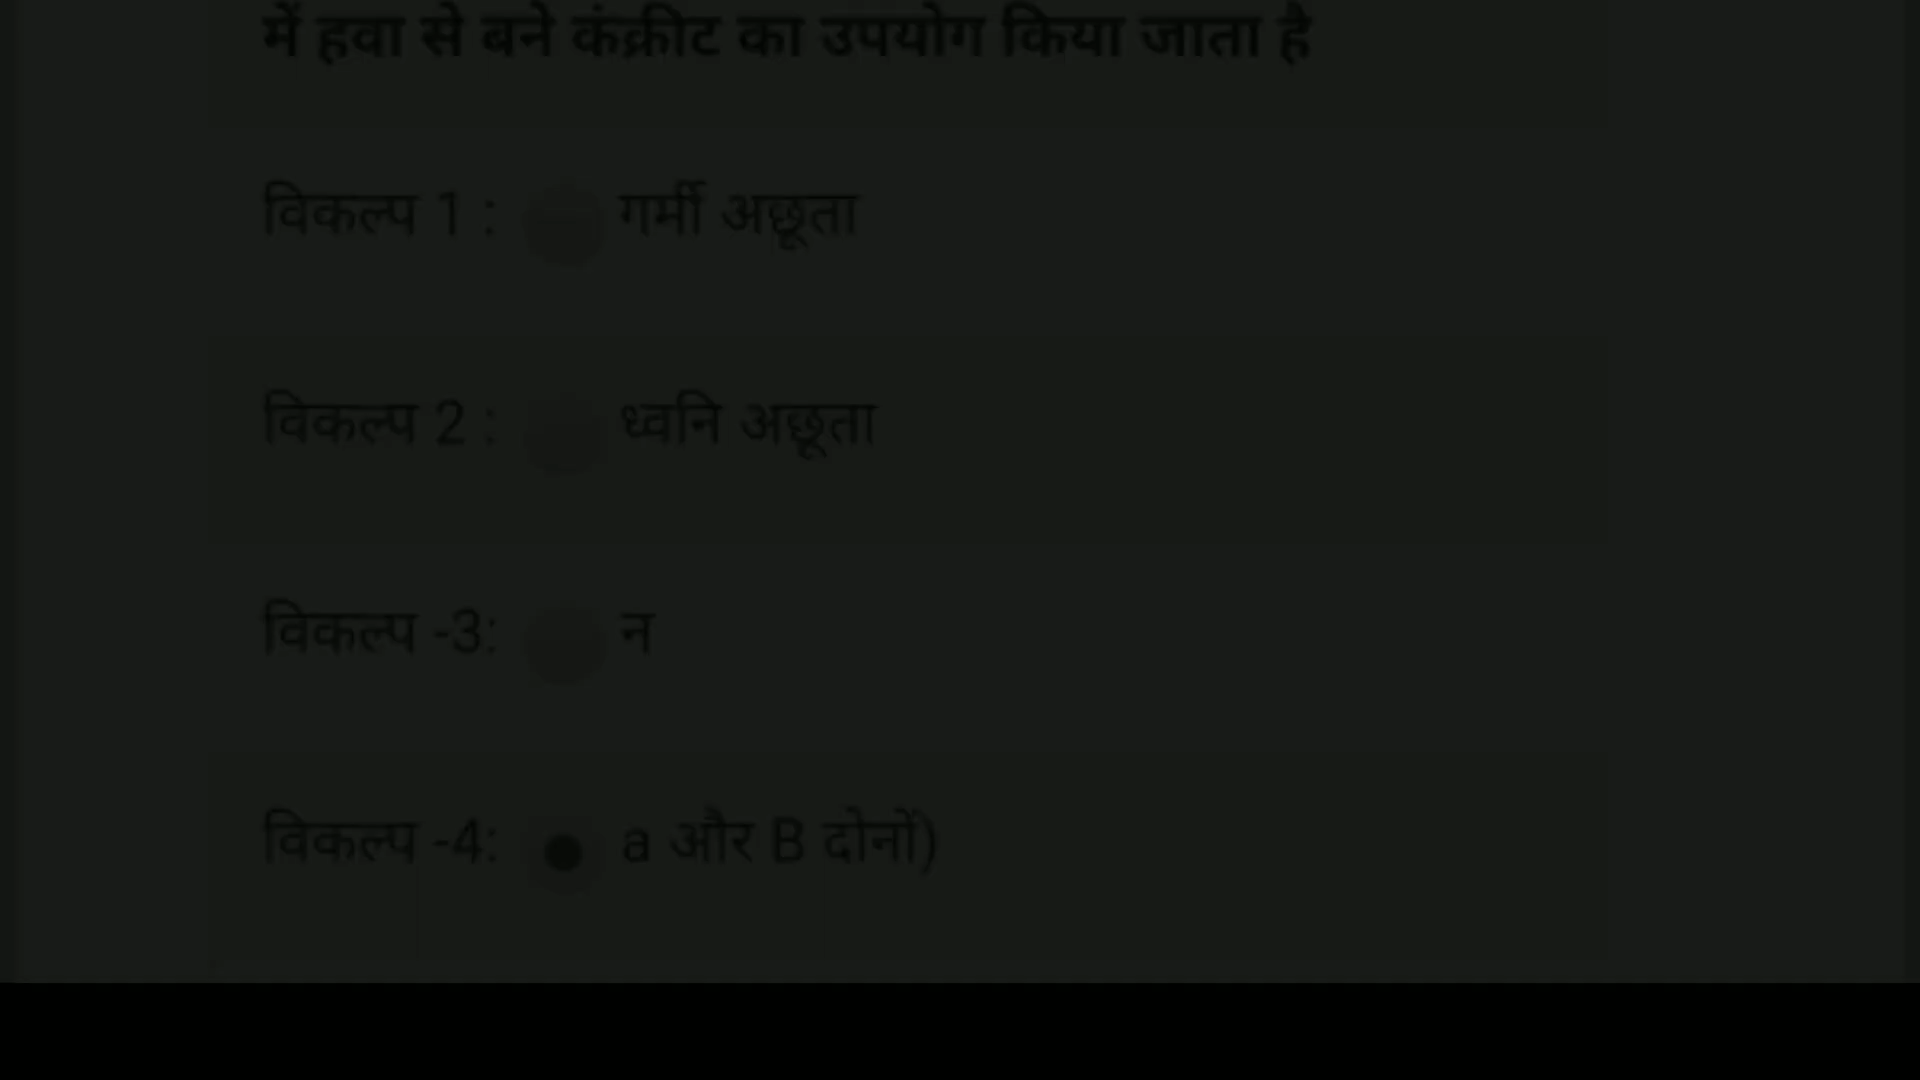 में हवा से बने कंक्रीट का उपयोग किया जाता है
विकल्प 1 : गर्मी अछूता
विकल्प 2 : ध्वनि अछूता
विकल्प -3: न
विकल्प -4: a और B दोनों)